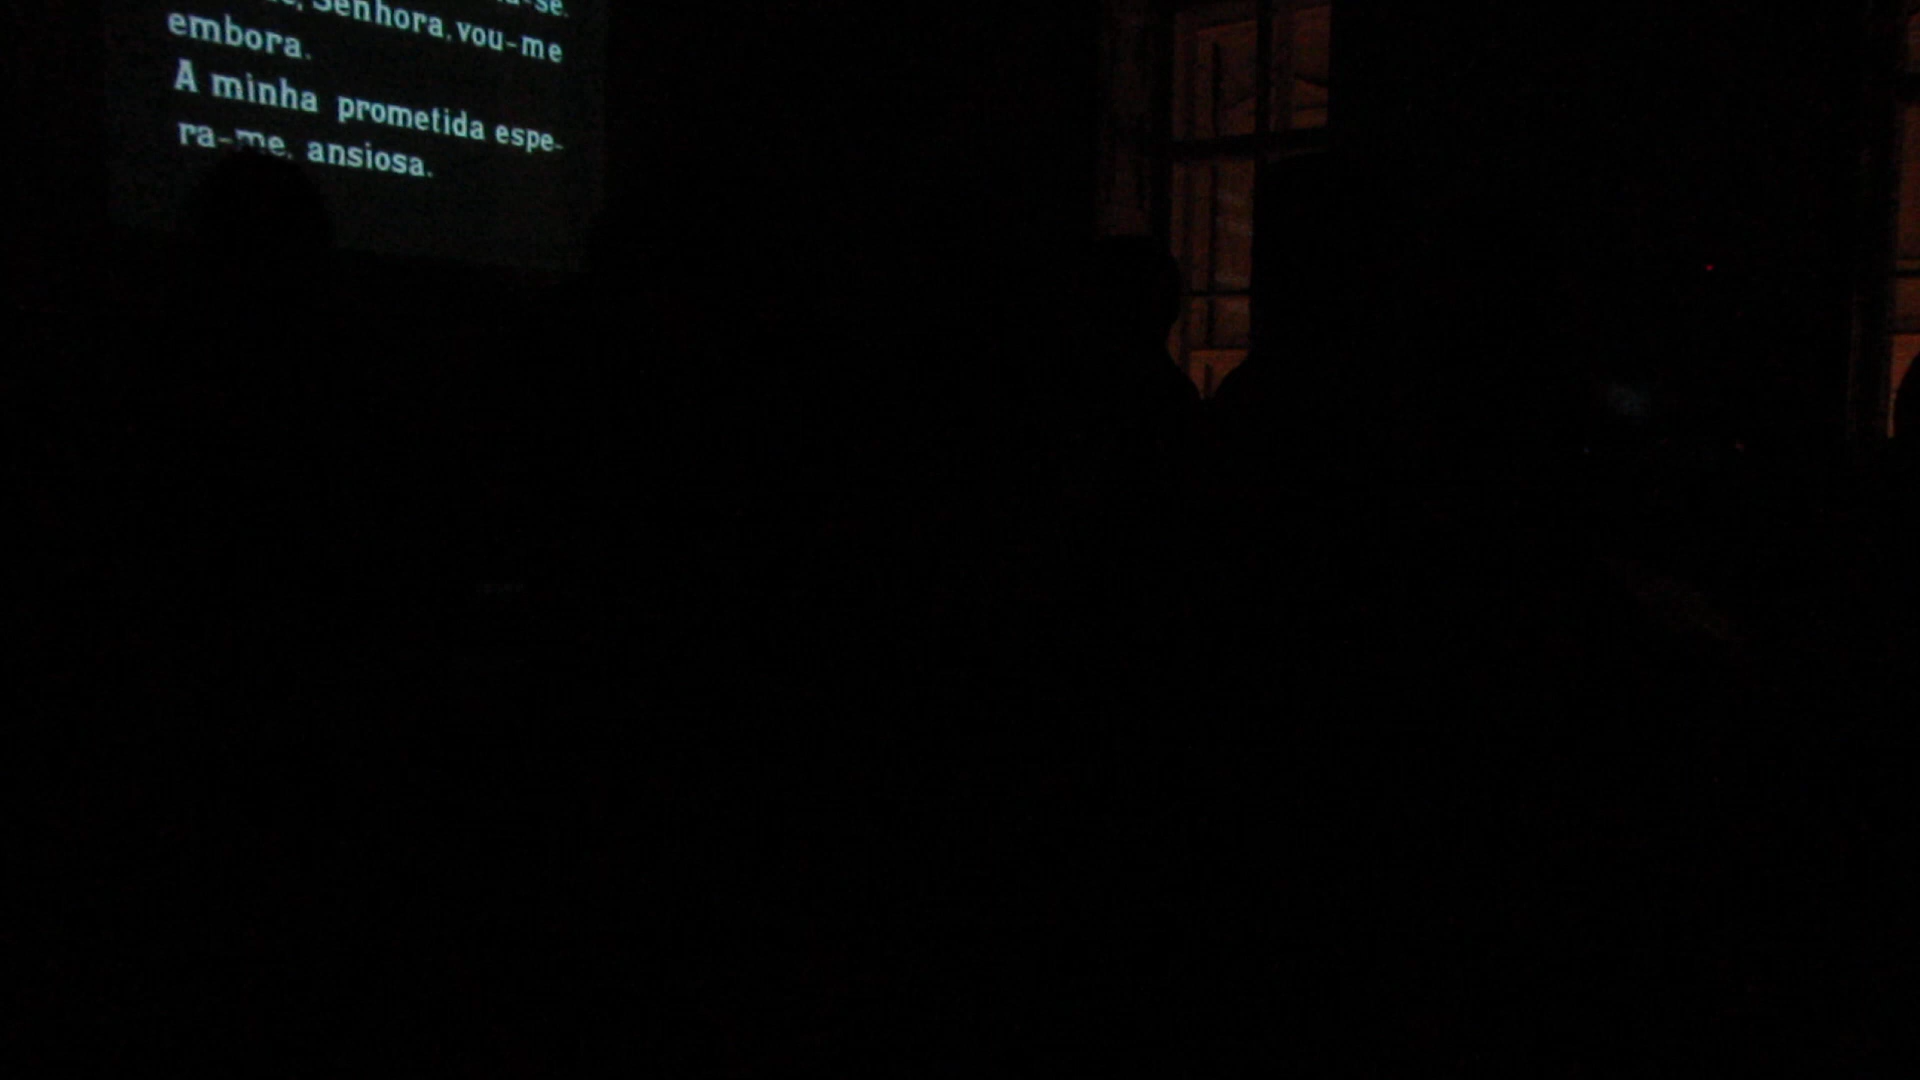 Senhora, vou-me
embora.
A minha prometida espe-
ra-me, ansiosa.